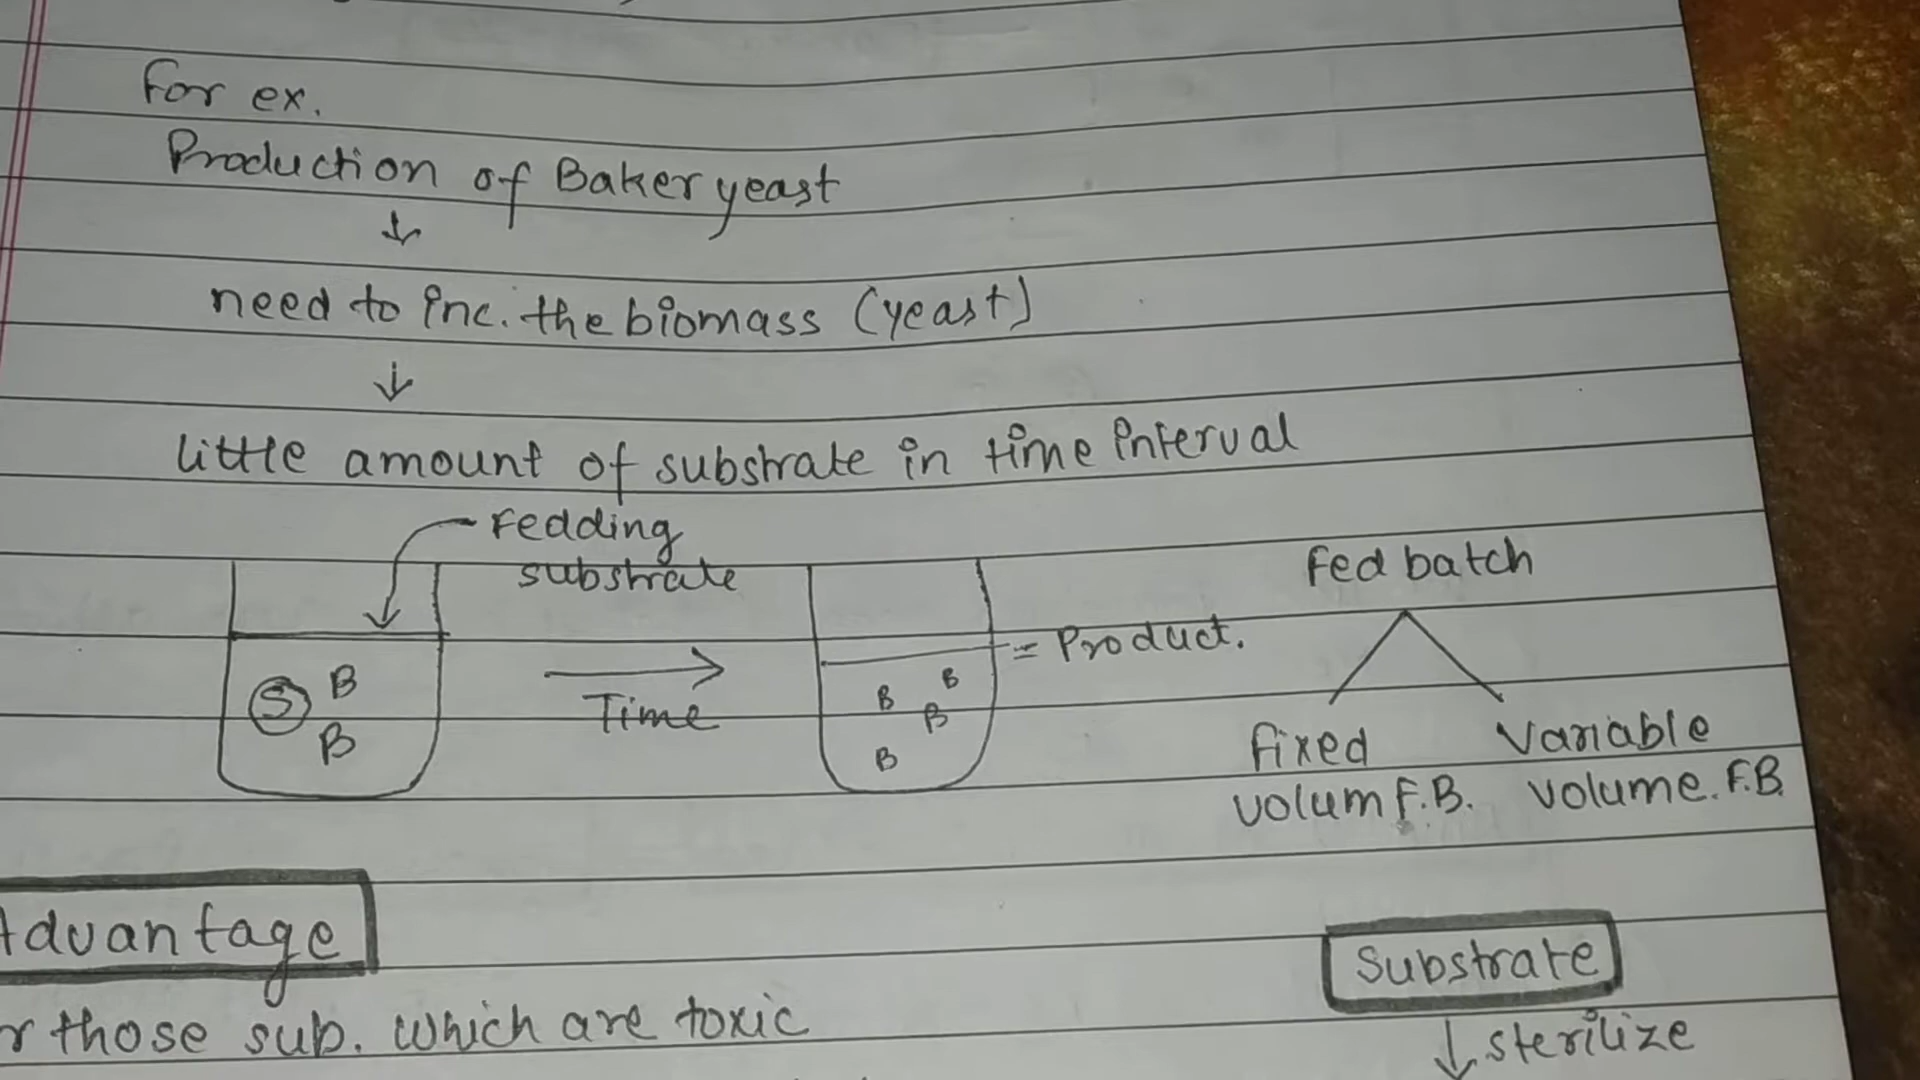 For ex.
Production of Baker yeast
↓
need to inc. the biomass (yeast)
↓
little amount of substrate in time interval
Fedding
substrate
S B
B
Time
B B
B
B
= Product.
Fed batch
Fixed
volum F.B.
Variable
volume. F.B.
Advantage
those sub. which are toxic
Substrate
↓ sterilize